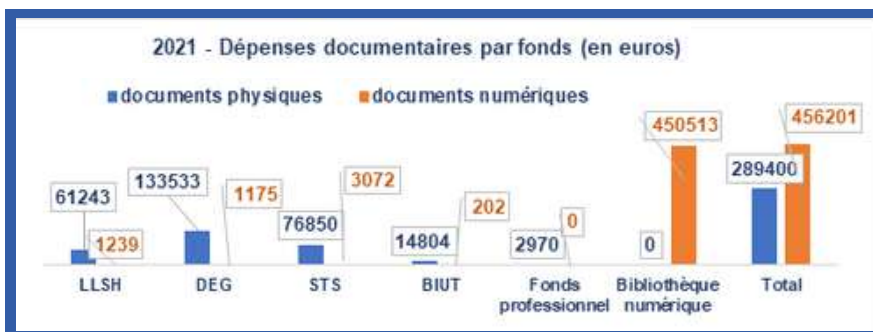 2021 - Dépenses documentaires par fonds (en euros)
documents physiques documents numériques
450513 456201
133533 289400
61243 1175 3072
76850 202 0
1239 14804 2970 0
LLSH DEG STS BIUT Fonds professionnel Bibliothèque numérique Total